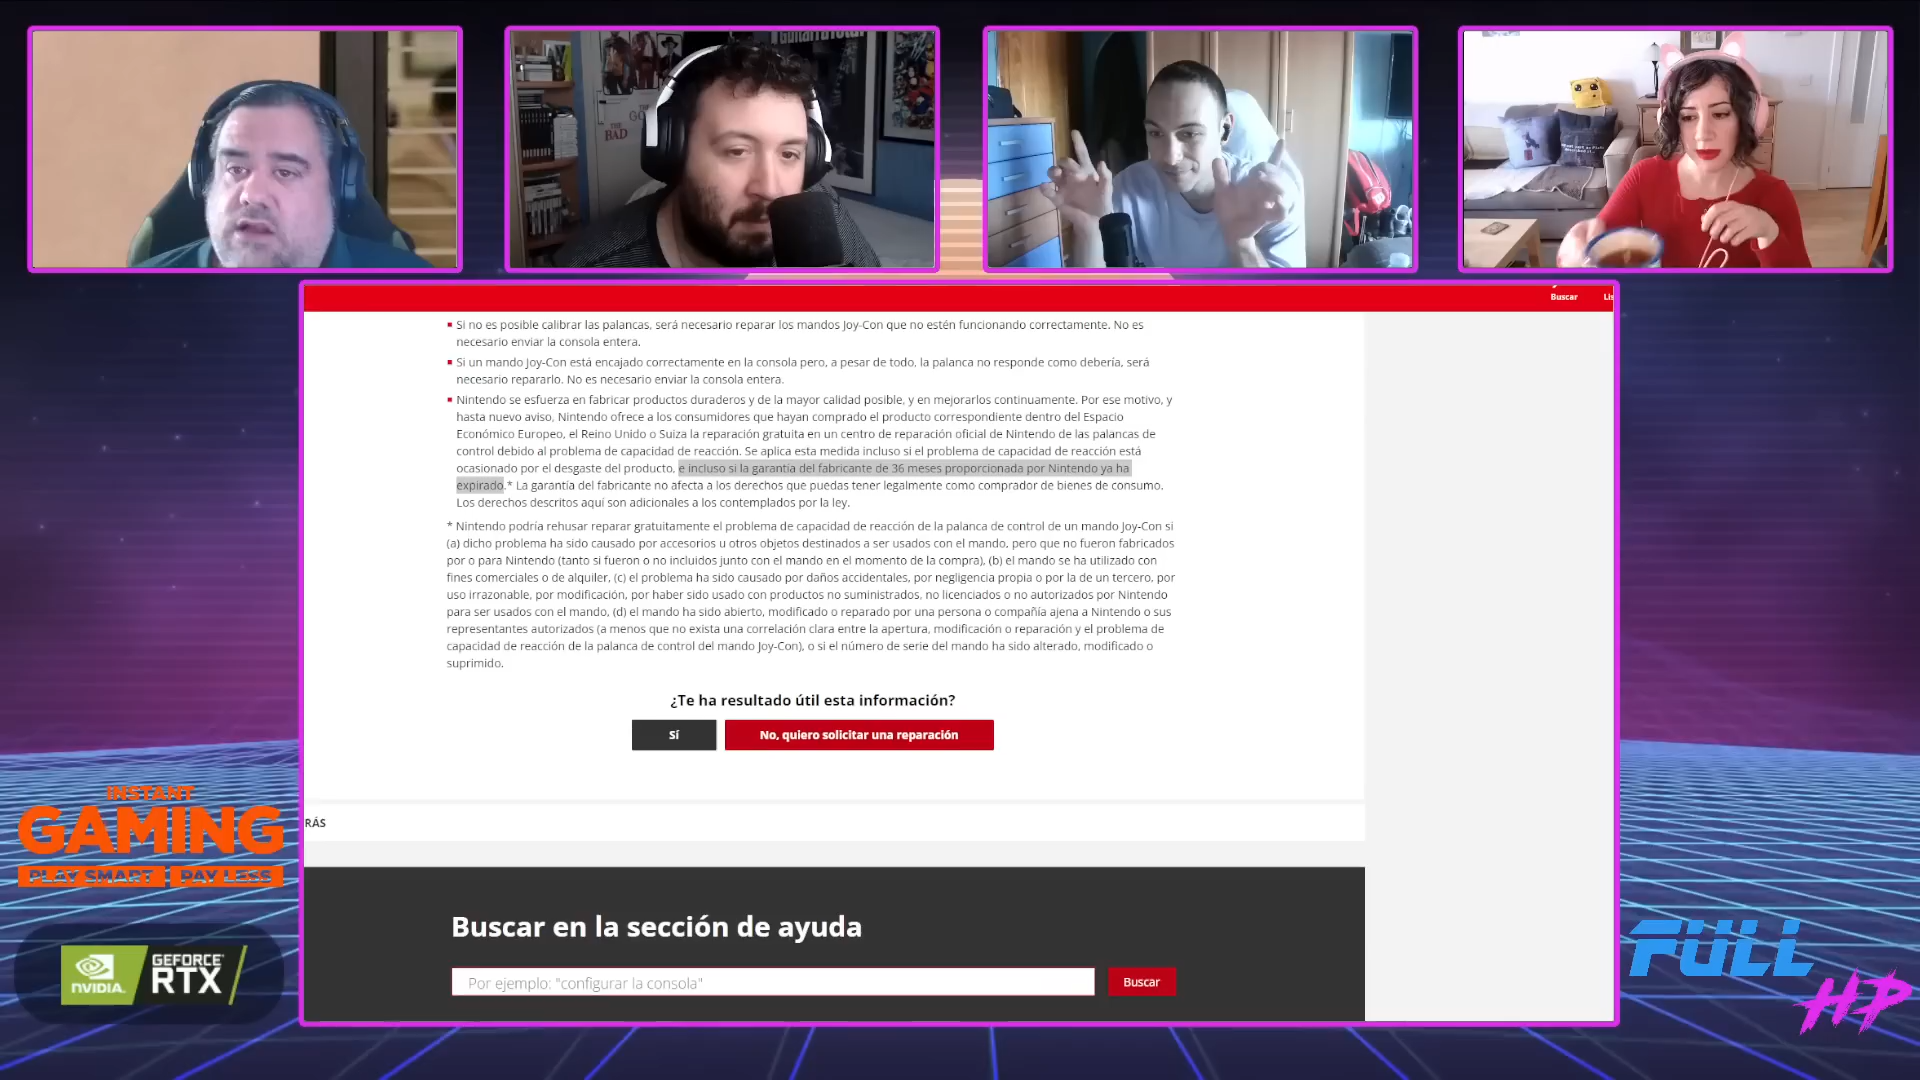 THE
GO
BAD
Buscar
Lis
Si no es posible calibrar las palancas, será necesario reparar los mandos Joy-Con que no estén funcionando correctamente. No es
necesario enviar la consola entera.
Si un mando Joy-Con está encajado correctamente en la consola pero, a pesar de todo, la palanca no responde como debería, será
necesario repararlo. No es necesario enviar la consola entera.
Nintendo se esfuerza en fabricar productos duraderos y de la mayor calidad posible, y en mejorarlos continuamente. Por ese motivo, y
hasta nuevo aviso, Nintendo ofrece a los consumidores que hayan comprado el producto correspondiente dentro del Espacio
Económico Europeo, el Reino Unido o Suiza la reparación gratuita en un centro de reparación oficial de Nintendo de las palancas de
control debido al problema de capacidad de reacción. Se aplica esta medida incluso si el problema de capacidad de reacción está
ocasionado por el desgaste del producto, e incluso si la garantía del fabricante de 36 meses proporcionada por Nintendo ya ha
expirado.* La garantía del fabricante no afecta a los derechos que puedas tener legalmente como comprador de bienes de consumo.
Los derechos descritos aquí son adicionales a los contemplados por la ley.
* Nintendo podría rehusar reparar gratuitamente el problema de capacidad de reacción de la palanca de control de un mando Joy-Con si
(a) dicho problema ha sido causado por accesorios u otros objetos destinados a ser usados con el mando, pero que no fueron fabricados
por o para Nintendo (tanto si fueron o no incluidos junto con el mando en el momento de la compra), (b) el mando se ha utilizado con
fines comerciales o de alquiler, (c) el problema ha sido causado por daños accidentales, por negligencia propia o por la de un tercero, por
uso irrazonable, por modificación, por haber sido usado con productos no suministrados, no licenciados o no autorizados por Nintendo
para ser usados con el mando, (d) el mando ha sido abierto, modificado o reparado por una persona o compañía ajena a Nintendo o sus
representantes autorizados (a menos que no exista una correlación clara entre la apertura, modificación o reparación y el problema de
capacidad de reacción de la palanca de control del mando Joy-Con), o si el número de serie del mando ha sido alterado, modificado o
suprimido.
¿Te ha resultado útil esta información?
Sí
No, quiero solicitar una reparación
RÁS
Buscar en la sección de ayuda
Por ejemplo: "configurar la consola"
Buscar
INSTANT
GAMING
PLAY SMART PAY LESS
NVIDIA.
GEFORCE
RTX
FULL
HP